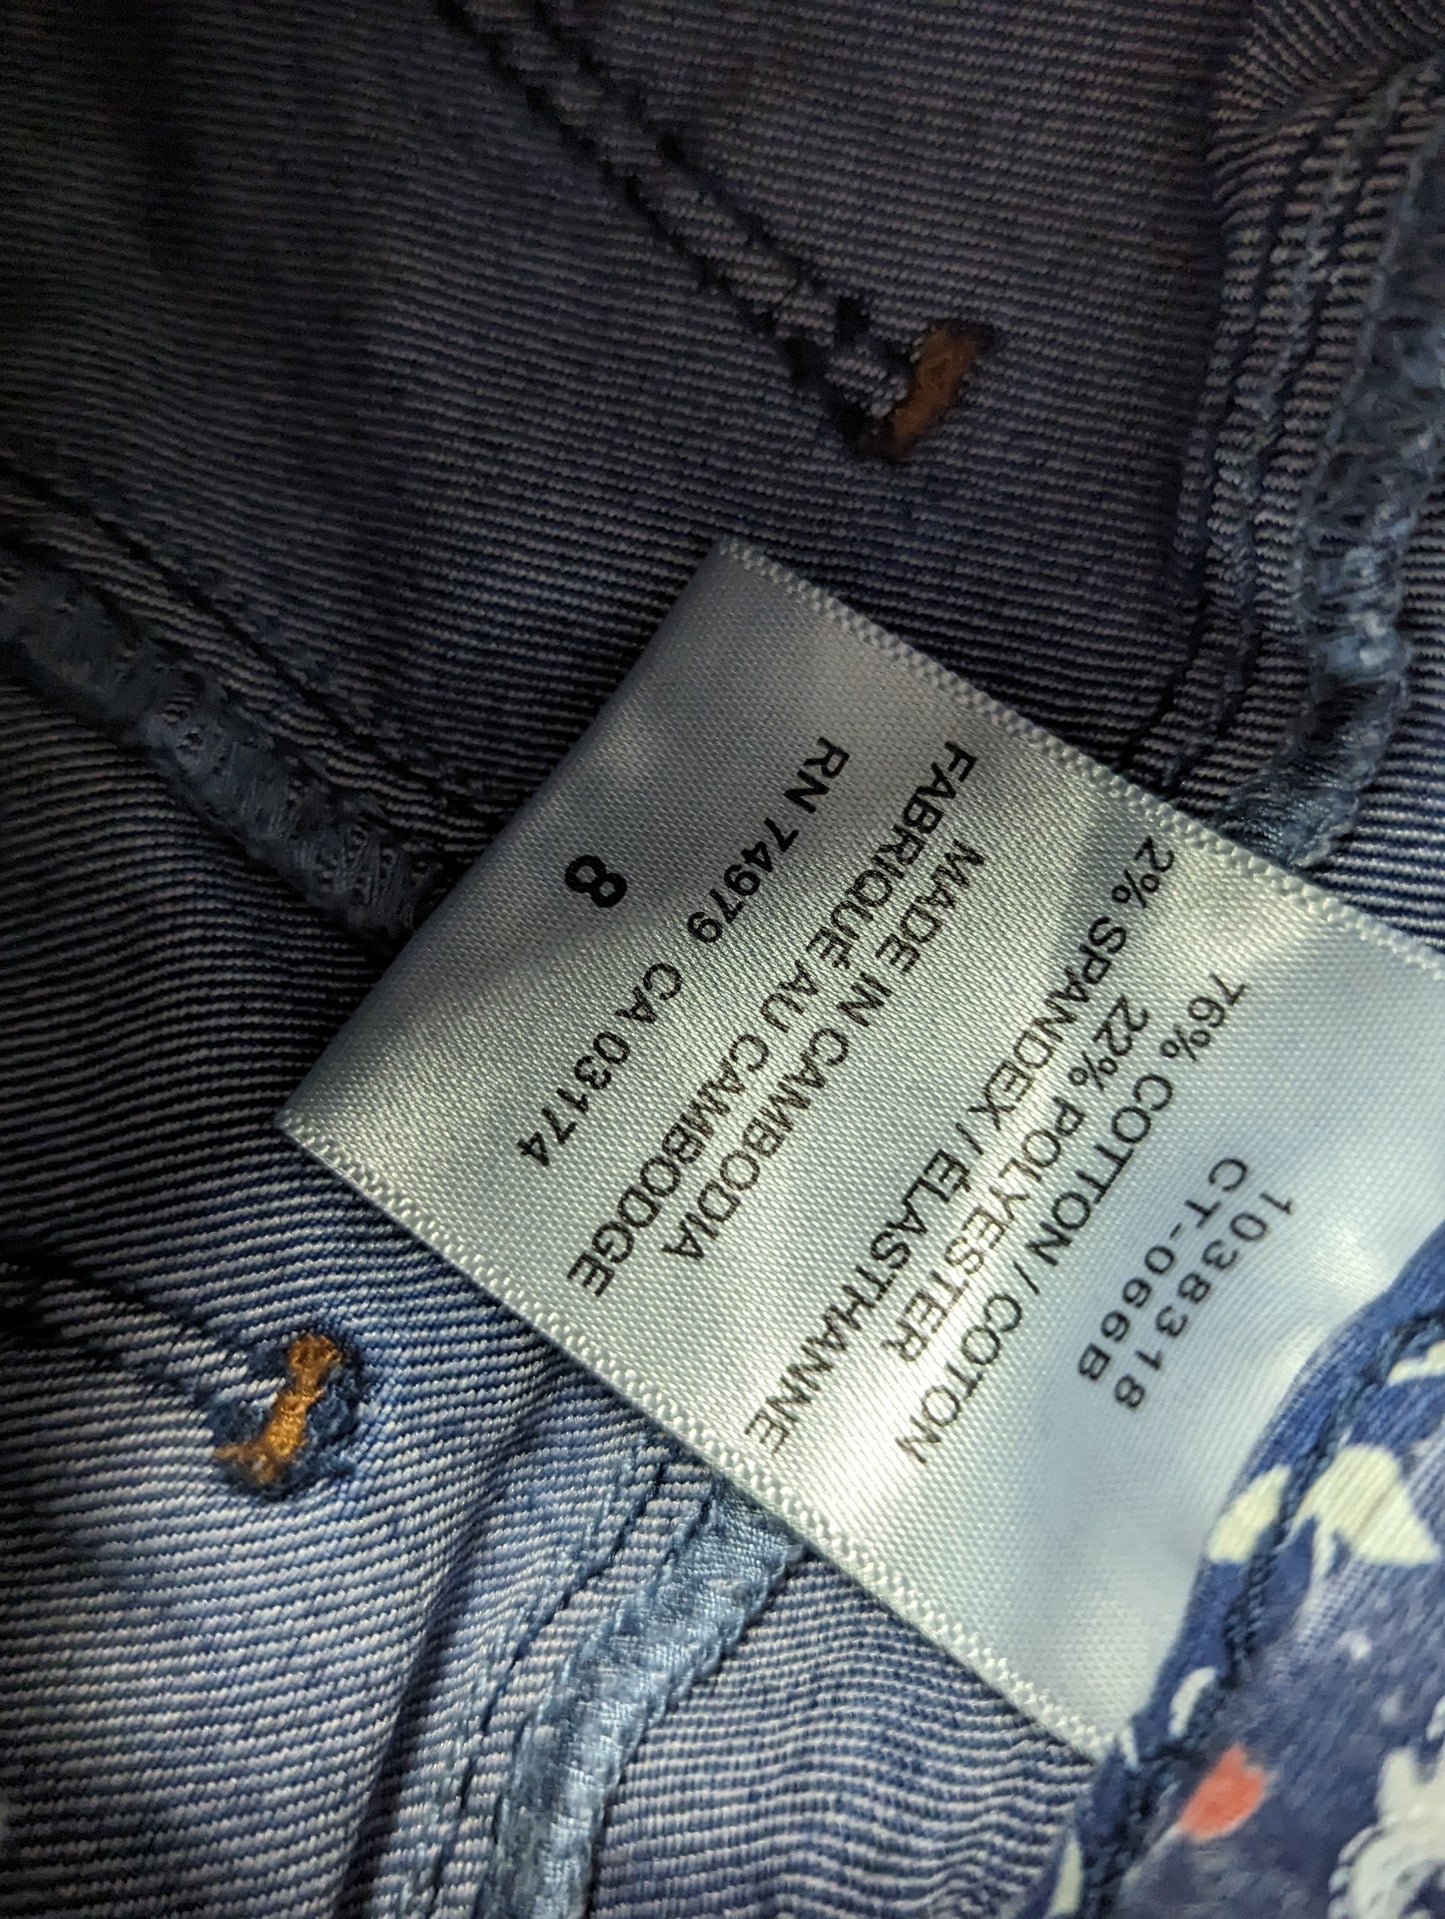 1038318
CT-066B
76% COTTON / COTON
22% POLYESTER
2% SPANDEX / ÉLASTHANNE
MADE IN CAMBODIA
FABRIQUÉ AU CAMBODGE
RN 74979 CA 03174
8